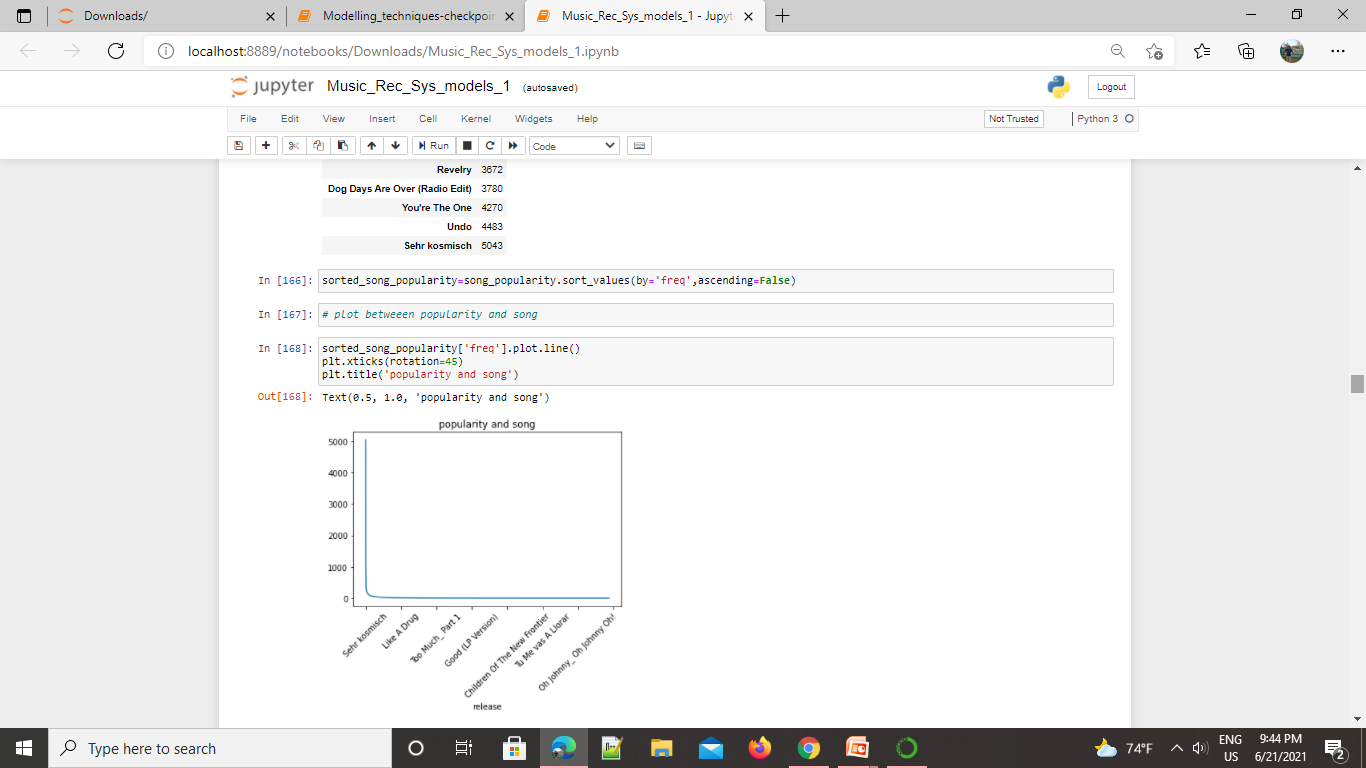 Downloads/
Modelling_techniques-checkpoin
Music_Rec_Sys_models_1 - Jupyt
localhost:8889/notebooks/Downloads/Music_Rec_Sys_models_1.ipynb
jupyter Music_Rec_Sys_models_1 (autosaved)
Logout
File Edit View Insert Cell Kernel Widgets Help
Not Trusted
Python 3
Run
Code
Revelry 3672
Dog Days Are Over (Radio Edit) 3780
You're The One 4270
Undo 4483
Sehr kosmisch 5043
In [166]: sorted_song_popularity=song_popularity.sort_values(by='freq',ascending=False)
In [167]: # plot betweeen popularity and song
In [168]: sorted_song_popularity['freq'].plot.line()
plt.xticks(rotation=45)
plt.title('popularity and song')
Out[168]: Text(0.5, 1.0, 'popularity and song')
popularity and song
5000
4000
3000
2000
1000
0
Sehr kosmisch
Like A Drug
Too Much_ Part 1
Good (LP Version)
Children Of The New Frontier
Tu Me vas A Llorar
Oh Johnny_ Oh Johnny Oh!
release
Type here to search
74°F
ENG
US
9:44 PM
6/21/2021
2